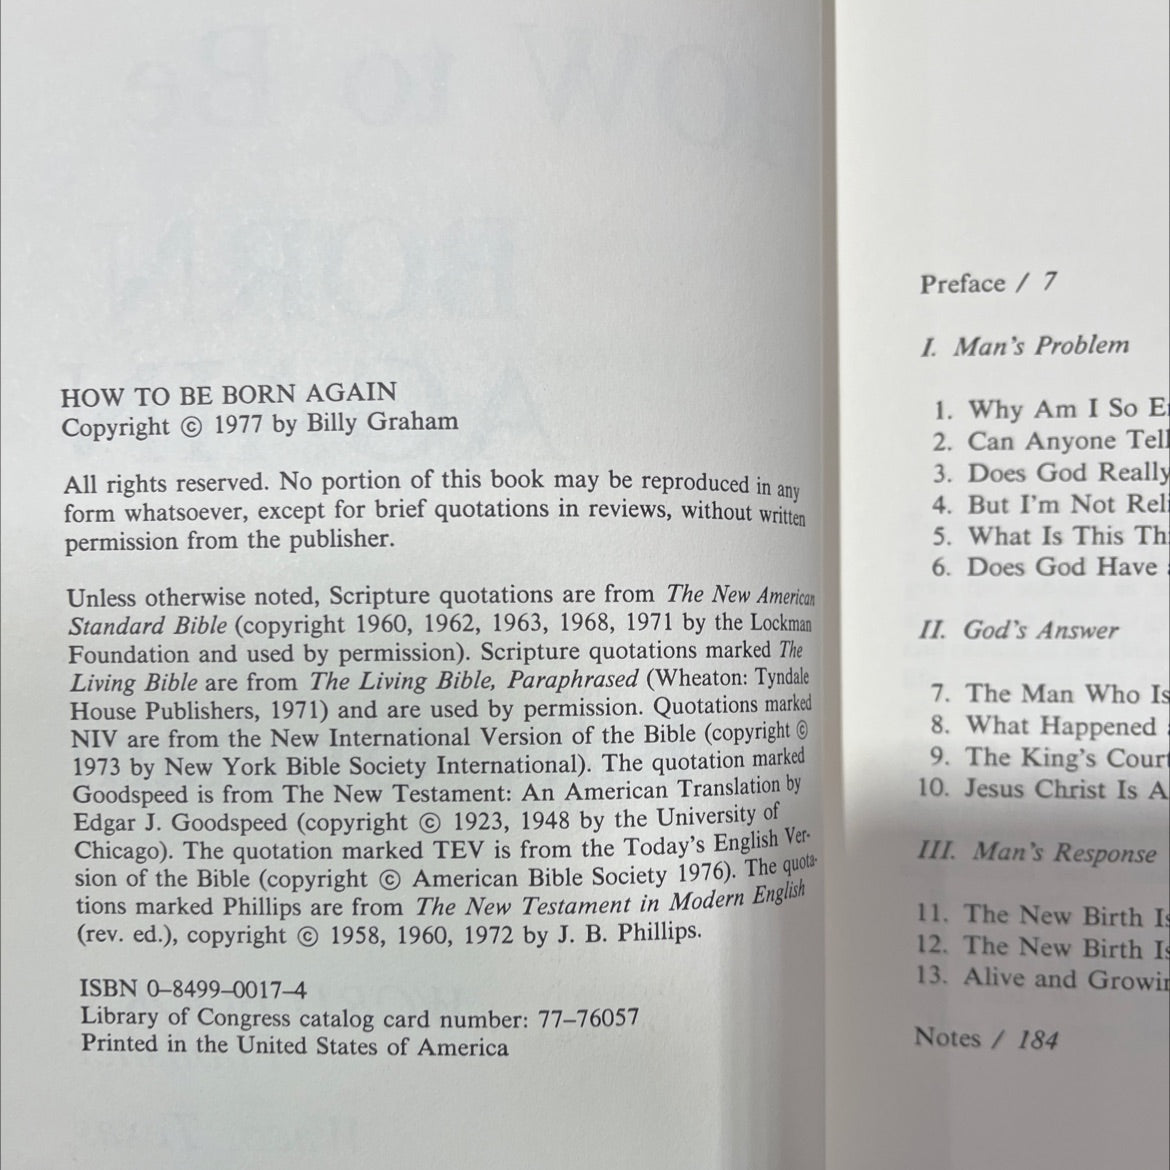 HOW TO BE BORN AGAIN
Copyright © 1977 by Billy Graham
All rights reserved. No portion of this book may be reproduced in any
form whatsoever, except for brief quotations in reviews, without written
permission from the publisher.
Unless otherwise noted, Scripture quotations are from The New American
Standard Bible (copyright 1960, 1962, 1963, 1968, 1971 by the Lockman
Foundation and used by permission). Scripture quotations marked The
Living Bible are from The Living Bible, Paraphrased (Wheaton: Tyndale
House Publishers, 1971) and are used by permission. Quotations marked
NIV are from the New International Version of the Bible (copyright ©
1973 by New York Bible Society International). The quotation marked
Goodspeed is from The New Testament: An American Translation by
Edgar J. Goodspeed (copyright © 1923, 1948 by the University of
Chicago). The quotation marked TEV is from the Today's English Ver-
sion of the Bible (copyright © American Bible Society 1976). The quota-
tions marked Phillips are from The New Testament in Modern English
(rev. ed.), copyright © 1958, 1960, 1972 by J. B. Phillips.
ISBN 0–8499–0017–4
Library of Congress catalog card number: 77–76057
Printed in the United States of America
Preface / 7
I. Man's Problem
1. Why Am I So
2. Can Anyone Tell
3. Does God Really
4. But I'm Not
5. What Is This
6. Does God Have
II. God's Answer
7. The Man Who Is
8. What Happened
9. The King's
10. Jesus Christ Is
III. Man's Response
11. The New Birth Is
12. The New Birth Is
13. Alive and
Notes / 184